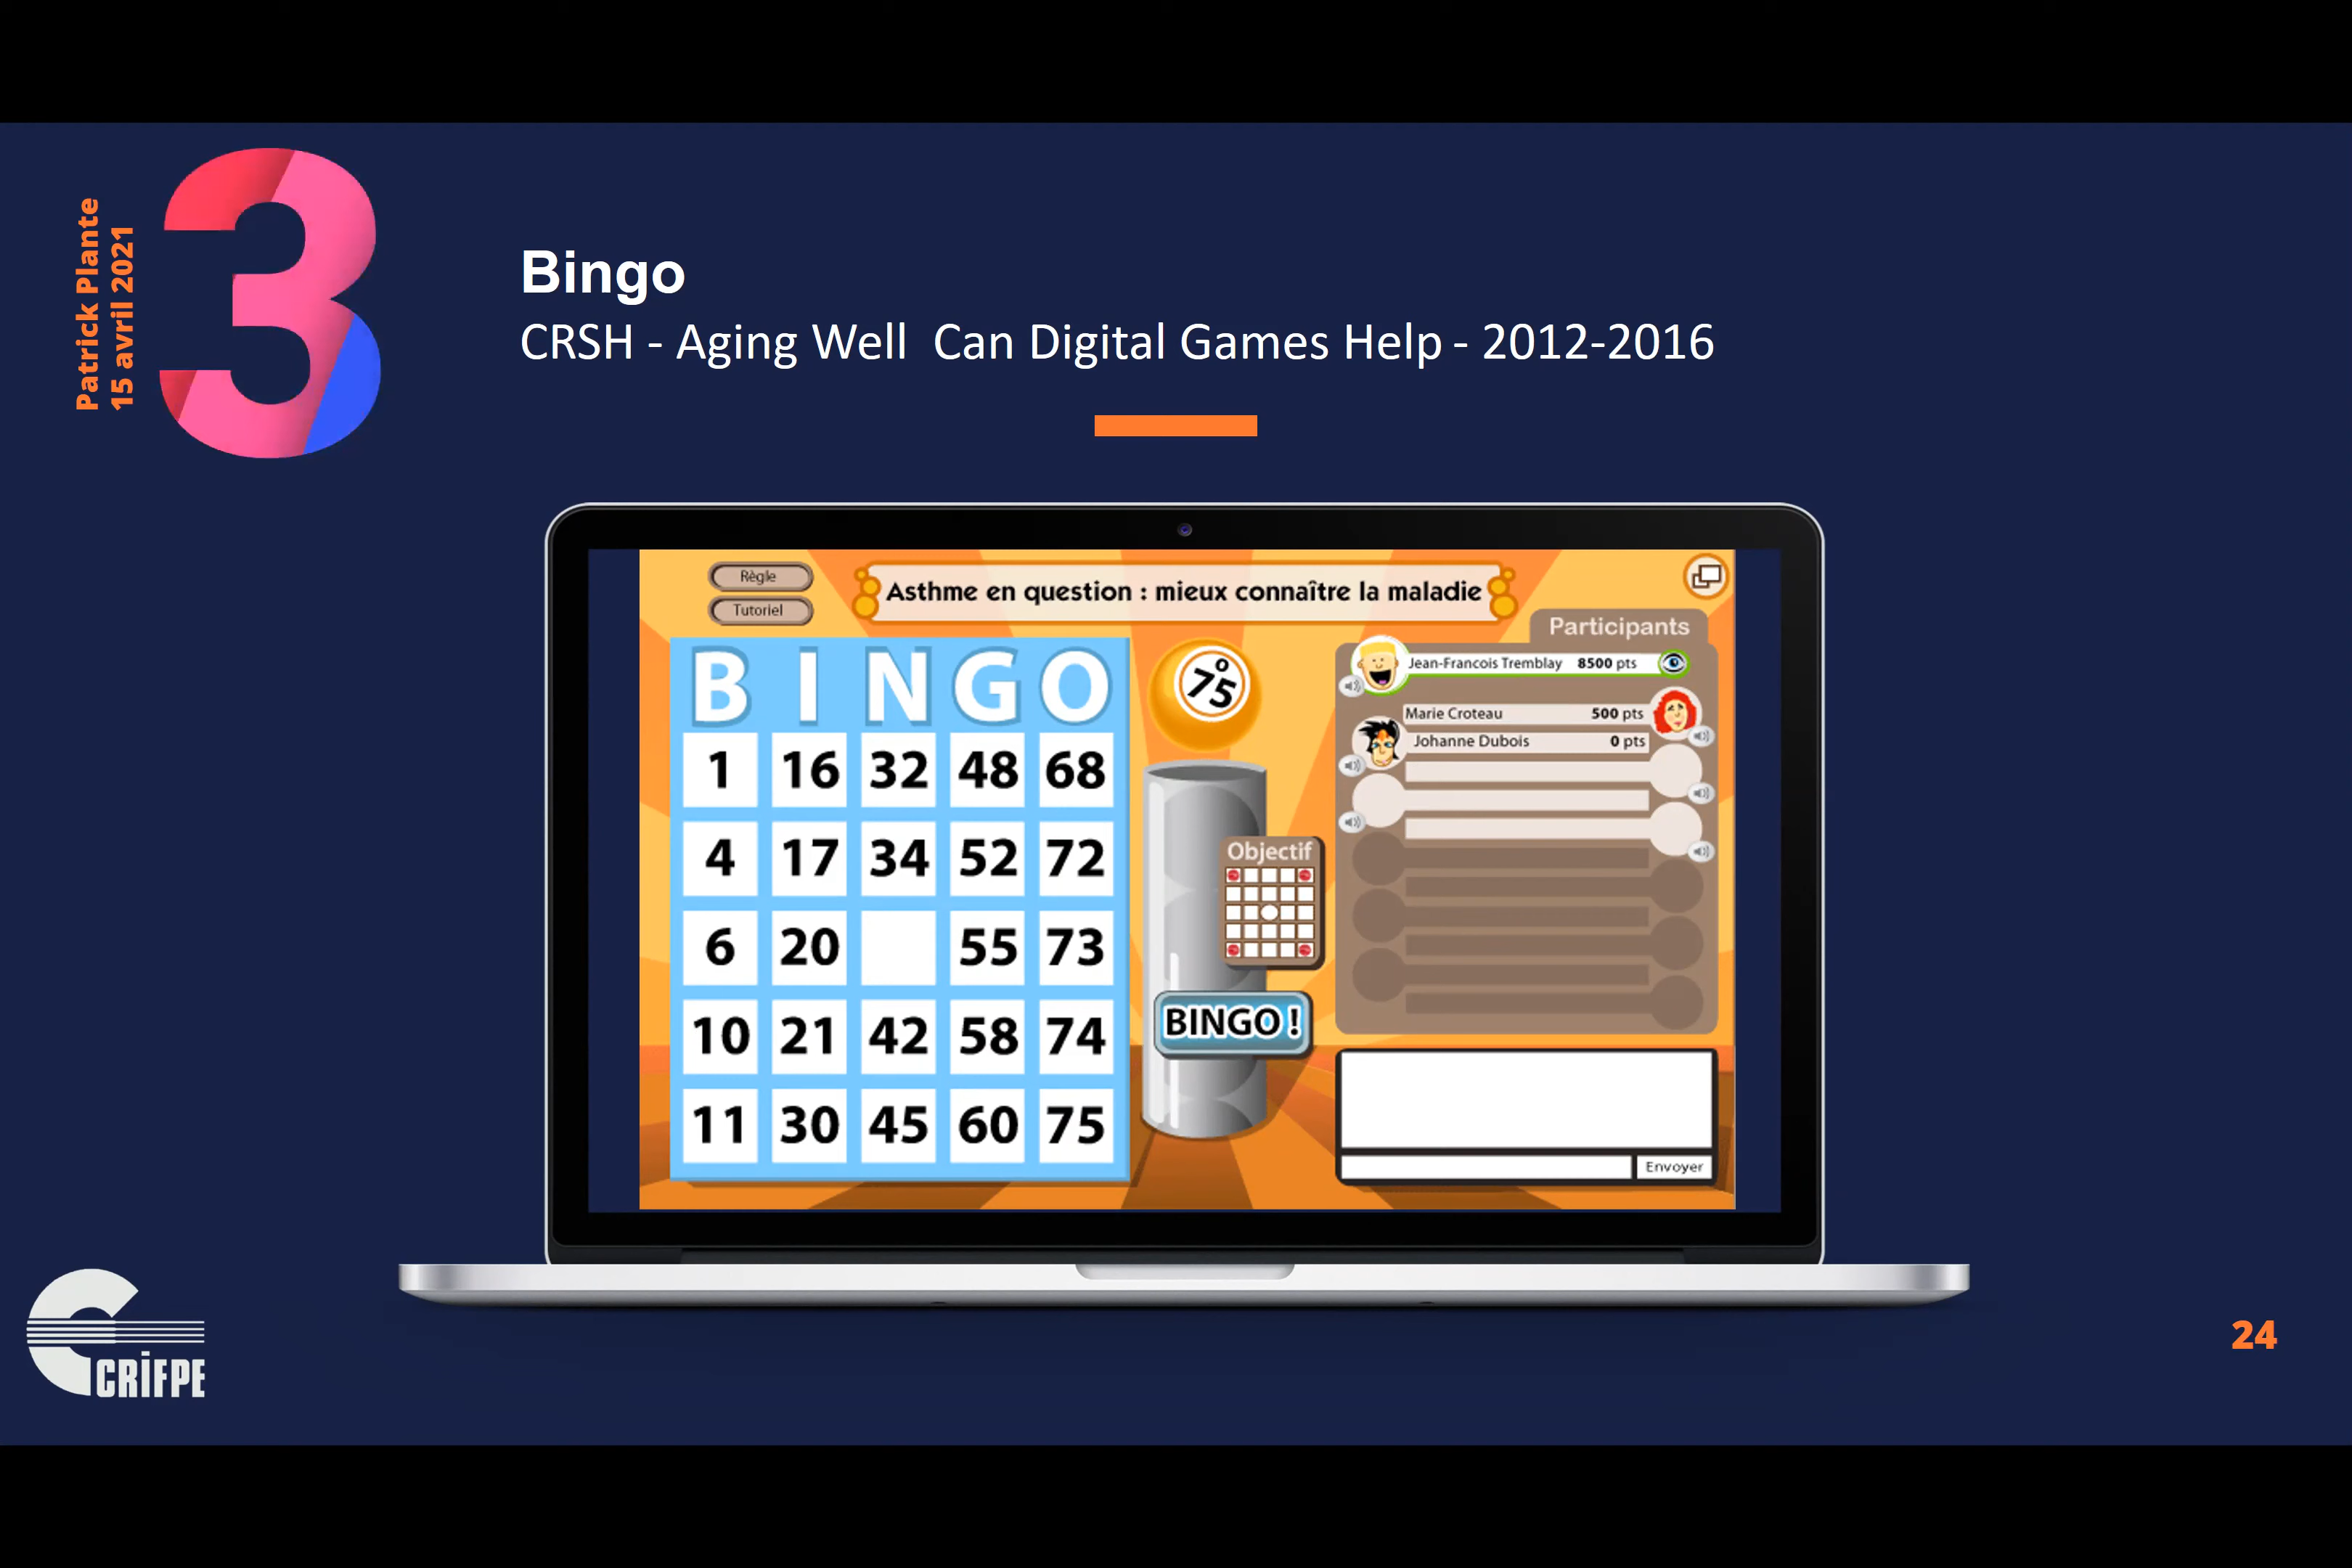 Patrick Plante
15 avril 2021
3
Bingo
CRSH - Aging Well  Can Digital Games Help - 2012-2016
Règle
Tutoriel
Asthme en question : mieux connaître la maladie
Participants
B I N G O
1 16 32 48 68
4 17 34 52 72
6 20 55 73
10 21 42 58 74
11 30 45 60 75
O
75
Objectif
BINGO !
Jean-Francois Tremblay 8500 pts
Marie Croteau 500 pts
Johanne Dubois 0 pts
Envoyer
CRIFPE
24